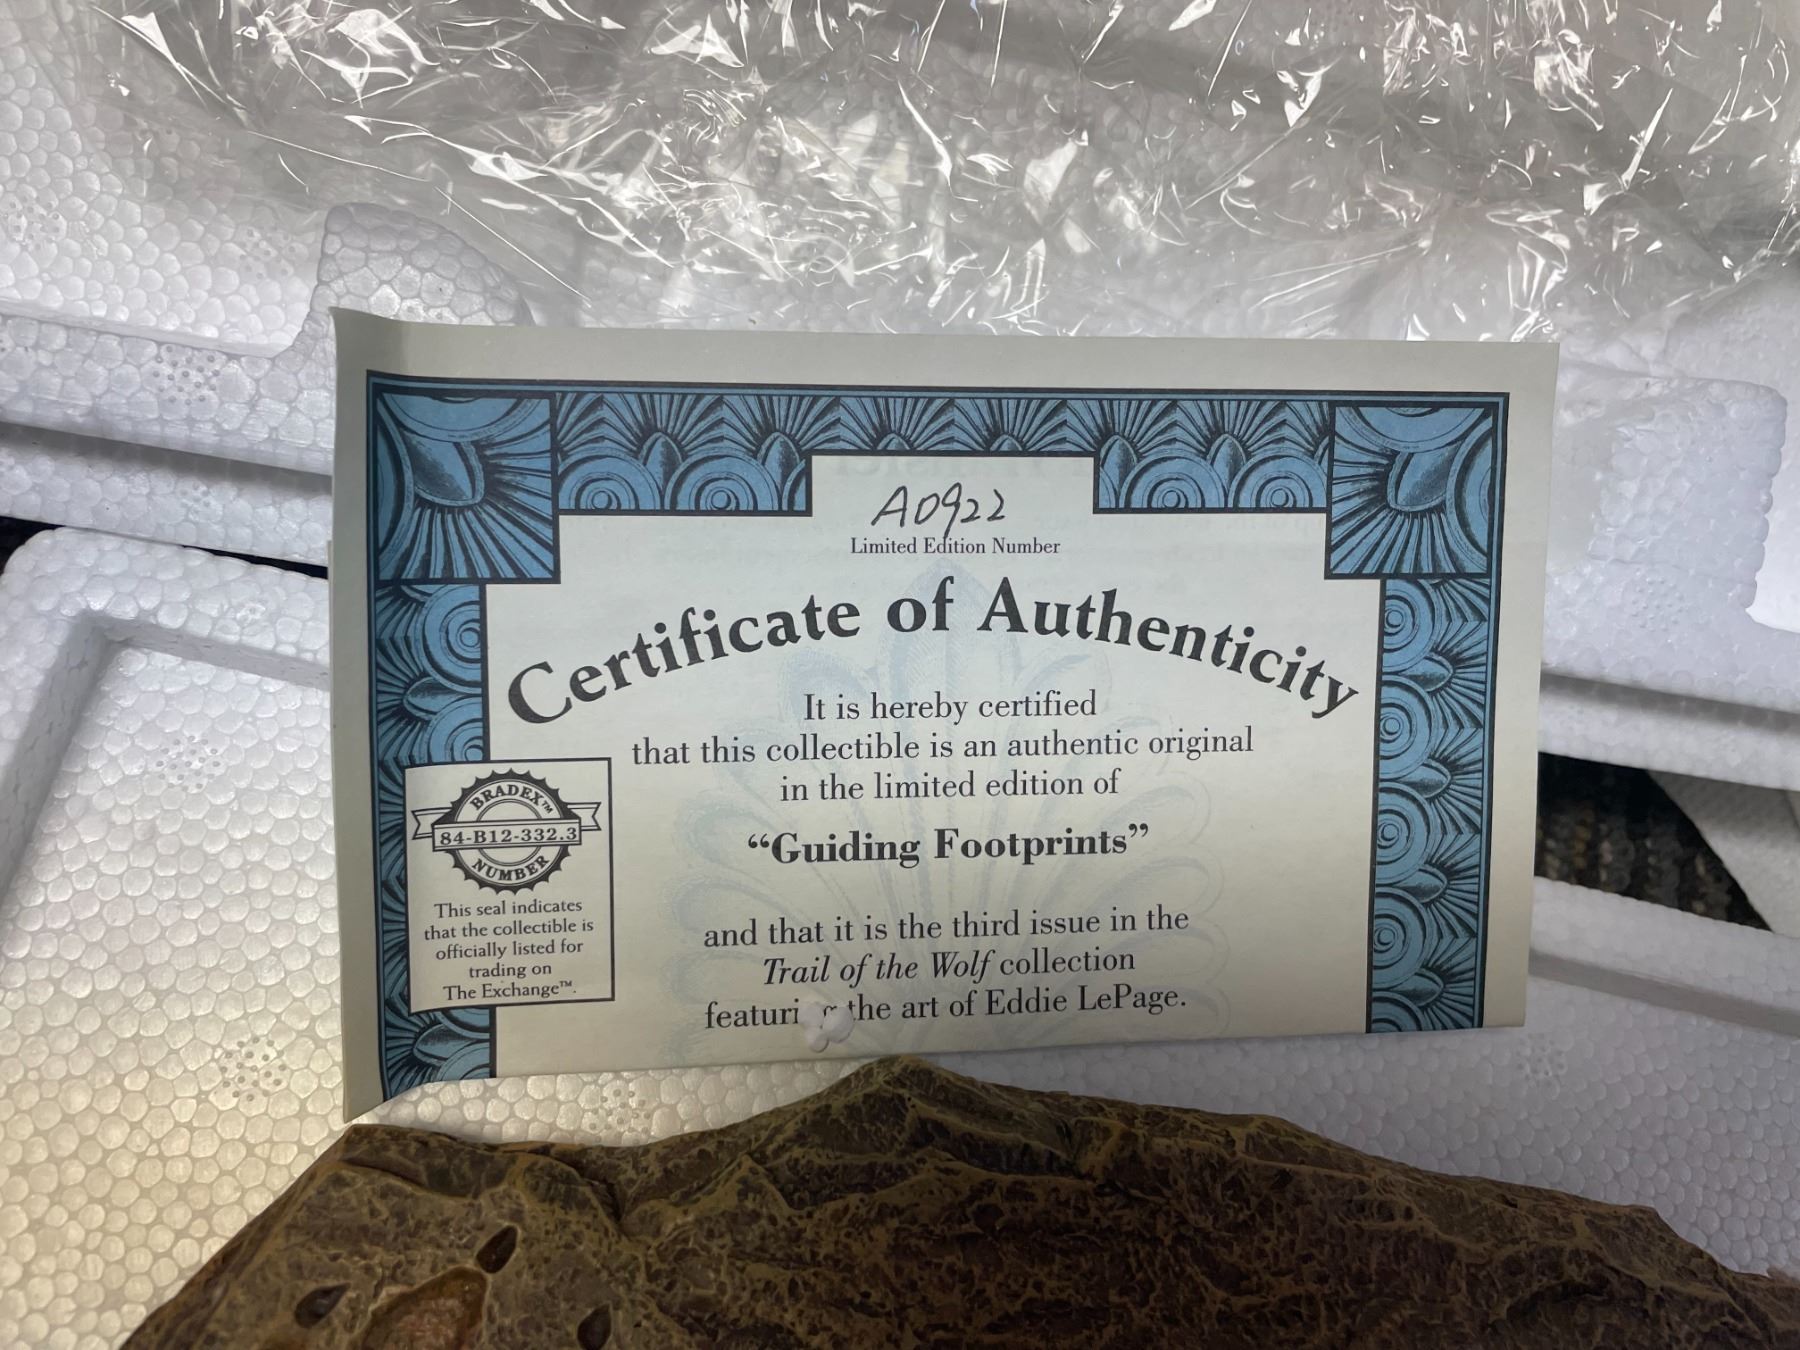 A0922
Limited Edition Number
Certificate of Authenticity
It is hereby certified
that this collectible is an authentic original
in the limited edition of
“Guiding Footprints”
and that it is the third issue in the
Trail of the Wolf collection
the art of Eddie LePage.
BRADEX™
84-B12-332.3
NUMBER
This seal indicates
that the collectible is
officially listed for
trading on
The Exchange™.